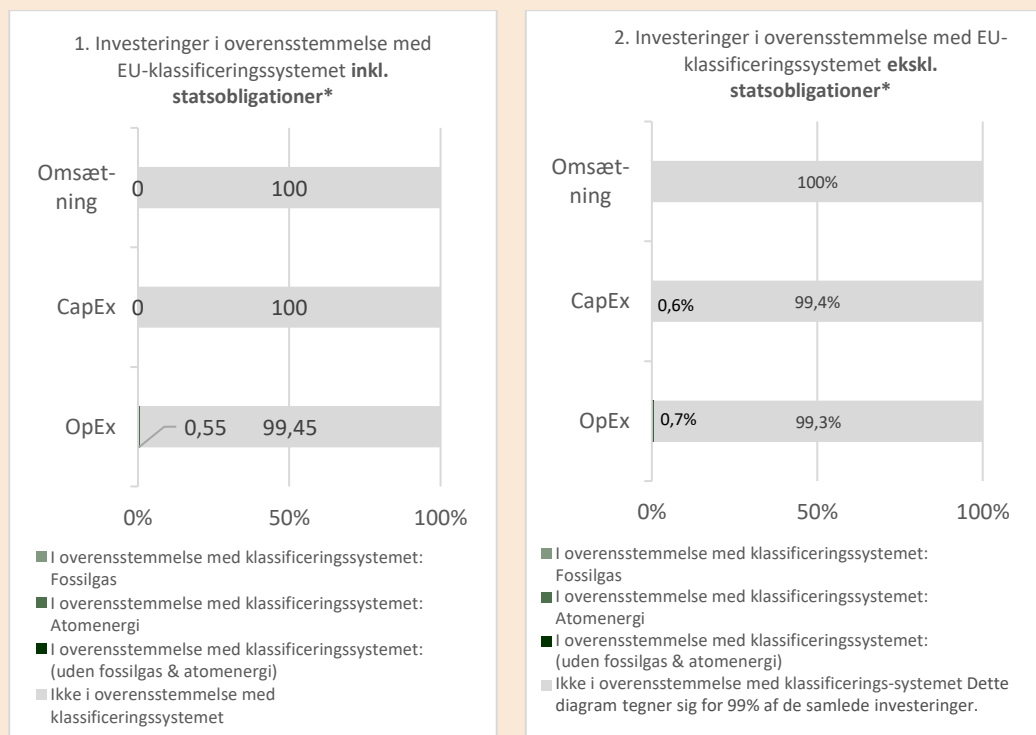 1. Investeringer i overensstemmelse med
EU-klassificeringssystemet inkl.
statsobligationer*
Omsæt-
ning
0
100
CapEx
0
100
OpEx
0,55
99,45
0%
50%
100%
I overensstemmelse med klassificeringssystemet:
Fossilgas
I overensstemmelse med klassificeringssystemet:
Atomenergi
I overensstemmelse med klassificeringssystemet:
(uden fossilgas & atomenergi)
Ikke i overensstemmelse med
klassificeringssystemet
2. Investeringer i overensstemmelse med EU-
klassificeringssystemet ekskl.
statsobligationer*
Omsæt-
ning
100%
CapEx
0,6%
99,4%
OpEx
0,7%
99,3%
0%
50%
100%
I overensstemmelse med klassificeringssystemet:
Fossilgas
I overensstemmelse med klassificeringssystemet:
Atomenergi
I overensstemmelse med klassificeringssystemet:
(uden fossilgas & atomenergi)
Ikke i overensstemmelse med klassificerings-systemet Dette
diagram tegner sig for 99% af de samlede investeringer.